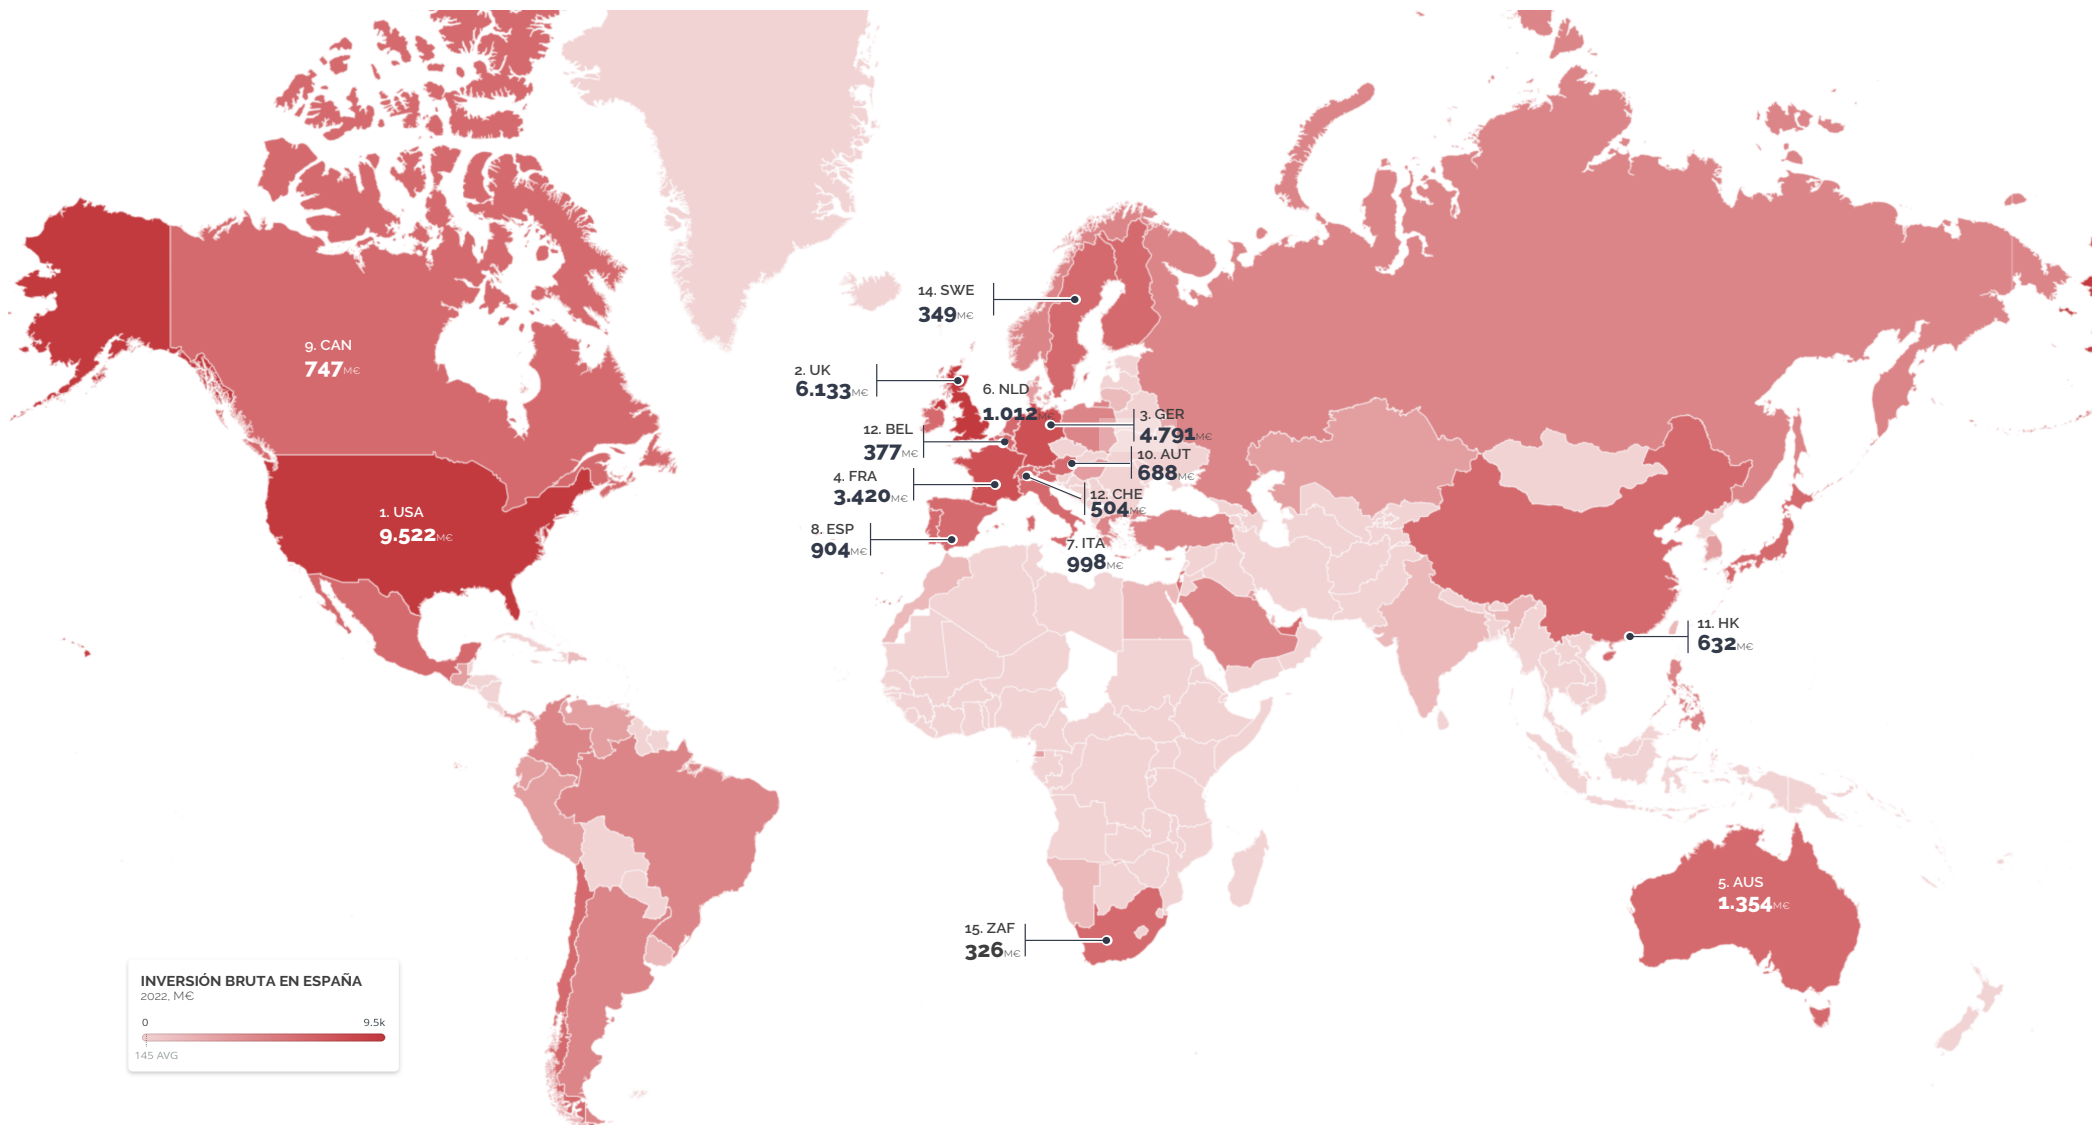 14. SWE
349M€
9. CAN
747M€
2. UK
6.133M€
6. NLD
1.012M€
3. GER
4.791M€
12. BEL
377M€
10. AUT
688M€
4. FRA
3.420M€
12. CHE
504M€
1. USA
9.522M€
8. ESP
904M€
7. ITA
998M€
11. HK
632M€
5. AUS
1.354M€
15. ZAF
326M€
INVERSIÓN BRUTA EN ESPAÑA
2022, M€
0 9.5k
145 AVG